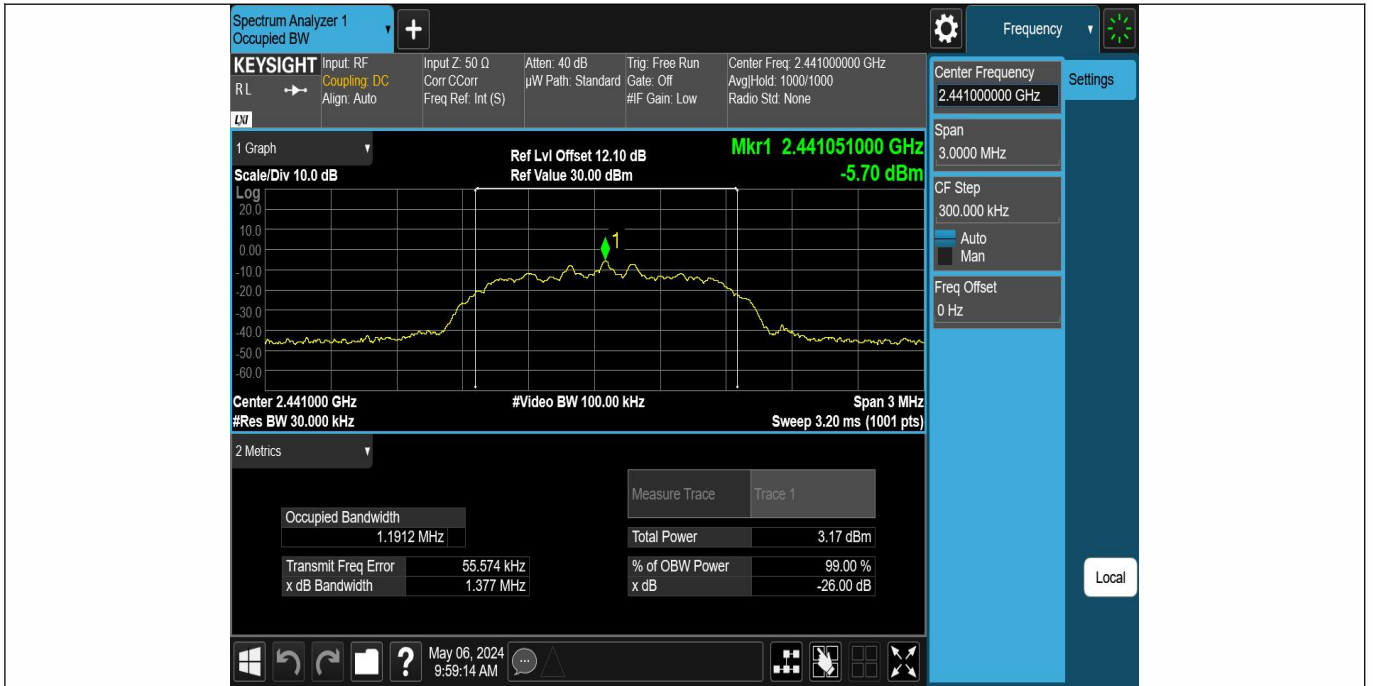 Spectrum Analyzer 1
Occupied BW
+
Frequency
KEYSIGHT
RL
LXI
Input: RF
Coupling: DC
Align: Auto
Input Z: 50 Ω
Corr CCorr
Freq Ref: Int (S)
Atten: 40 dB
µW Path: Standard
Trig: Free Run
Gate: Off
#IF Gain: Low
Center Freq: 2.441000000 GHz
Avg|Hold: 1000/1000
Radio Std: None
Center Frequency
2.441000000 GHz
Settings
Span
3.0000 MHz
CF Step
300.000 kHz
Auto
Man
Freq Offset
0 Hz
Local
1 Graph
Scale/Div 10.0 dB
Ref Lvl Offset 12.10 dB
Ref Value 30.00 dBm
Mkr1 2.441051000 GHz
-5.70 dBm
Log
20.0
10.0
0.00
-10.0
-20.0
-30.0
-40.0
-50.0
-60.0
1
Center 2.441000 GHz
#Res BW 30.000 kHz
#Video BW 100.00 kHz
Span 3 MHz
Sweep 3.20 ms (1001 pts)
2 Metrics
Measure Trace Trace 1
Occupied Bandwidth
1.1912 MHz
Total Power 3.17 dBm
Transmit Freq Error 55.574 kHz
% of OBW Power 99.00 %
x dB Bandwidth 1.377 MHz
x dB -26.00 dB
?
May 06, 2024
9:59:14 AM